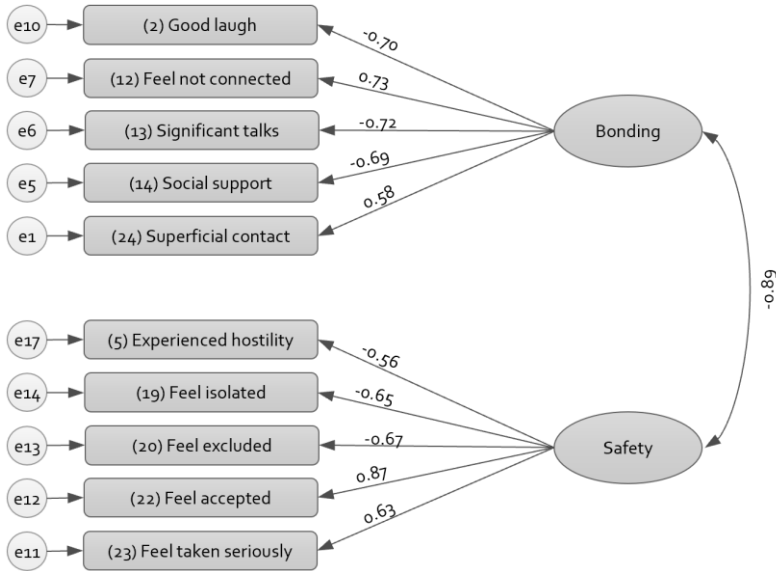 e10
(2) Good laugh
-0.70
e7
(12) Feel not connected
0.73
e6
(13) Significant talks
-0.72
Bonding
e5
(14) Social support
-0.69
e1
(24) Superficial contact
0.58
-0.89
e17
(5) Experienced hostility
-0.56
e14
(19) Feel isolated
-0.65
e13
(20) Feel excluded
-0.67
Safety
e12
(22) Feel accepted
0.87
e11
(23) Feel taken seriously
0.63